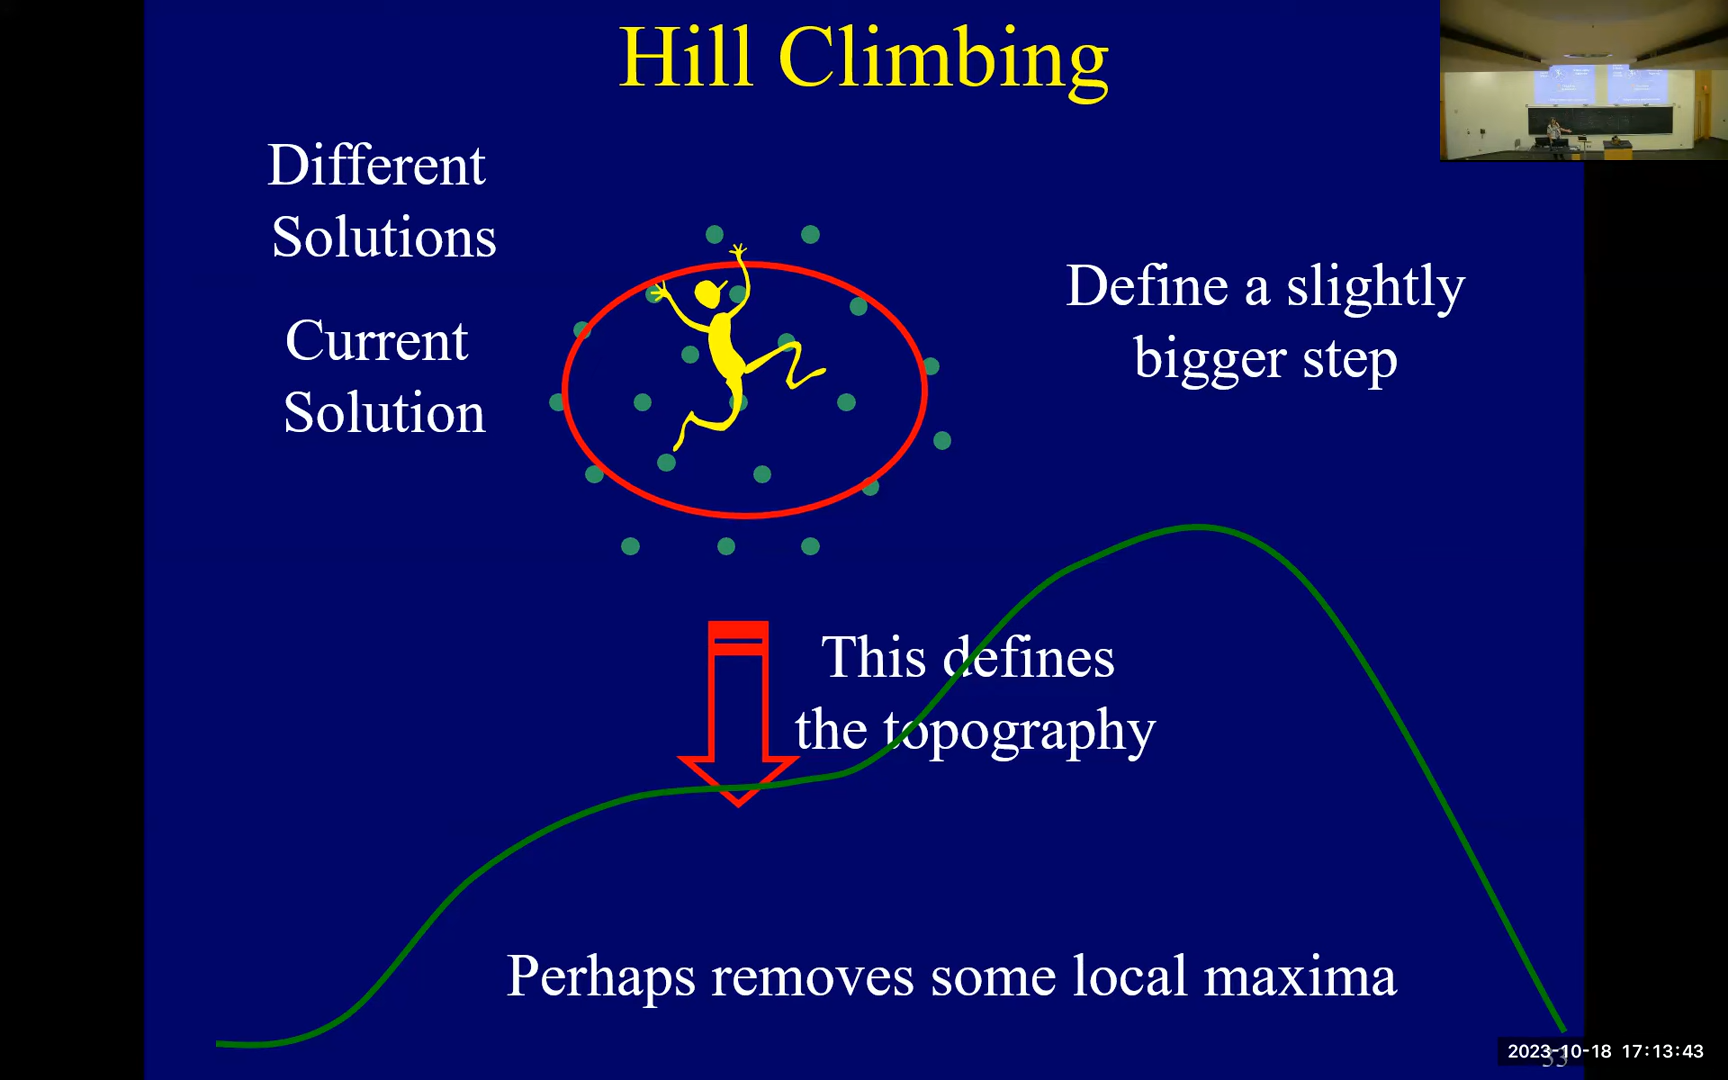 Hill Climbing
Different
Solutions
Current
Solution
Define a slightly
bigger step
This defines
the topography
Perhaps removes some local maxima
2023-10-18 17:13:43